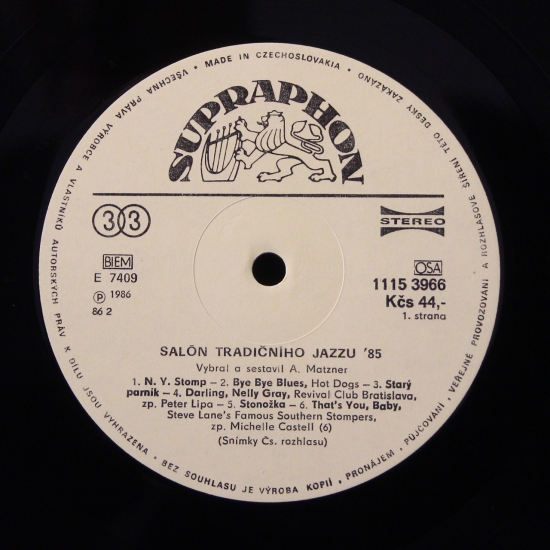 VŠECHNA PRÁVA VÝROBCE A VLASTNÍKŮ AUTORSKÝCH PRÁV K DÍLU JSOU VYHRAZENA • BEZ SOUHLASU JE VÝROBA KOPIÍ, PRONÁJEM, PŮJČOVÁNÍ, VEŘEJNÉ PROVOZOVÁNÍ A ROZHLASOVÉ ŠÍŘENÍ TÉTO DESKY ZAKÁZÁNO • MADE IN CZECHOSLOVAKIA •
SUPRAPHON
33
STEREO
BIEM
OSA
E 7409
1115 3966
Ⓟ 1986
Kčs 44,-
86 2
1. strana
SALÓN TRADIČNÍHO JAZZU '85
Vybral a sestavil A. Matzner
1. N. Y. Stomp – 2. Bye Bye Blues, Hot Dogs – 3. Starý
parník – 4. Darling, Nelly Gray, Revival Club Bratislava,
zp. Peter Lipa – 5. Stonožka – 6. That's You, Baby,
Steve Lane's Famous Southern Stompers,
zp. Michelle Castell (6)
(Snímky Čs. rozhlasu)